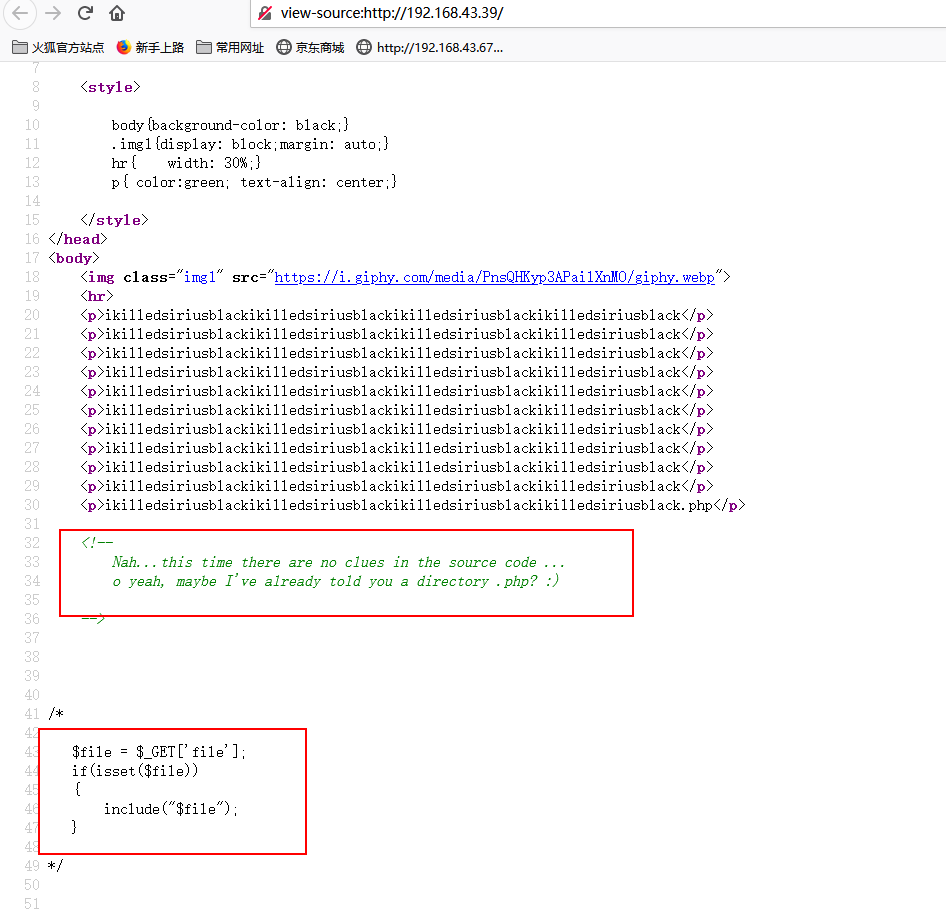 view-source:http://192.168.43.39/
火狐官方站点 新手上路 常用网址 京东商城 http://192.168.43.67...
7
8 <style>
9
10 body{background-color: black;}
11 .img1{display: block;margin: auto;}
12 hr{ width: 30%;}
13 p{ color:green; text-align: center;}
14
15 </style>
16 </head>
17 <body>
18 <img class="img1" src="https://i.giphy.com/media/PnsQHKyp3APai1XnMO/giphy.webp">
19 <hr>
20 <p>ikilledsiriusblackikilledsiriusblackikilledsiriusblackikilledsiriusblack</p>
21 <p>ikilledsiriusblackikilledsiriusblackikilledsiriusblackikilledsiriusblack</p>
22 <p>ikilledsiriusblackikilledsiriusblackikilledsiriusblackikilledsiriusblack</p>
23 <p>ikilledsiriusblackikilledsiriusblackikilledsiriusblackikilledsiriusblack</p>
24 <p>ikilledsiriusblackikilledsiriusblackikilledsiriusblackikilledsiriusblack</p>
25 <p>ikilledsiriusblackikilledsiriusblackikilledsiriusblackikilledsiriusblack</p>
26 <p>ikilledsiriusblackikilledsiriusblackikilledsiriusblackikilledsiriusblack</p>
27 <p>ikilledsiriusblackikilledsiriusblackikilledsiriusblackikilledsiriusblack</p>
28 <p>ikilledsiriusblackikilledsiriusblackikilledsiriusblackikilledsiriusblack</p>
29 <p>ikilledsiriusblackikilledsiriusblackikilledsiriusblackikilledsiriusblack</p>
30 <p>ikilledsiriusblackikilledsiriusblackikilledsiriusblackikilledsiriusblack.php</p>
31
32 <!--
33 Nah...this time there are no clues in the source code ...
34 o yeah, maybe I've already told you a directory .php? :)
35
36 -->
37
38
39
40
41 /*
42
43 $file = $_GET['file'];
44 if(isset($file))
45 {
46 include("$file");
47 }
48
49 */
50
51